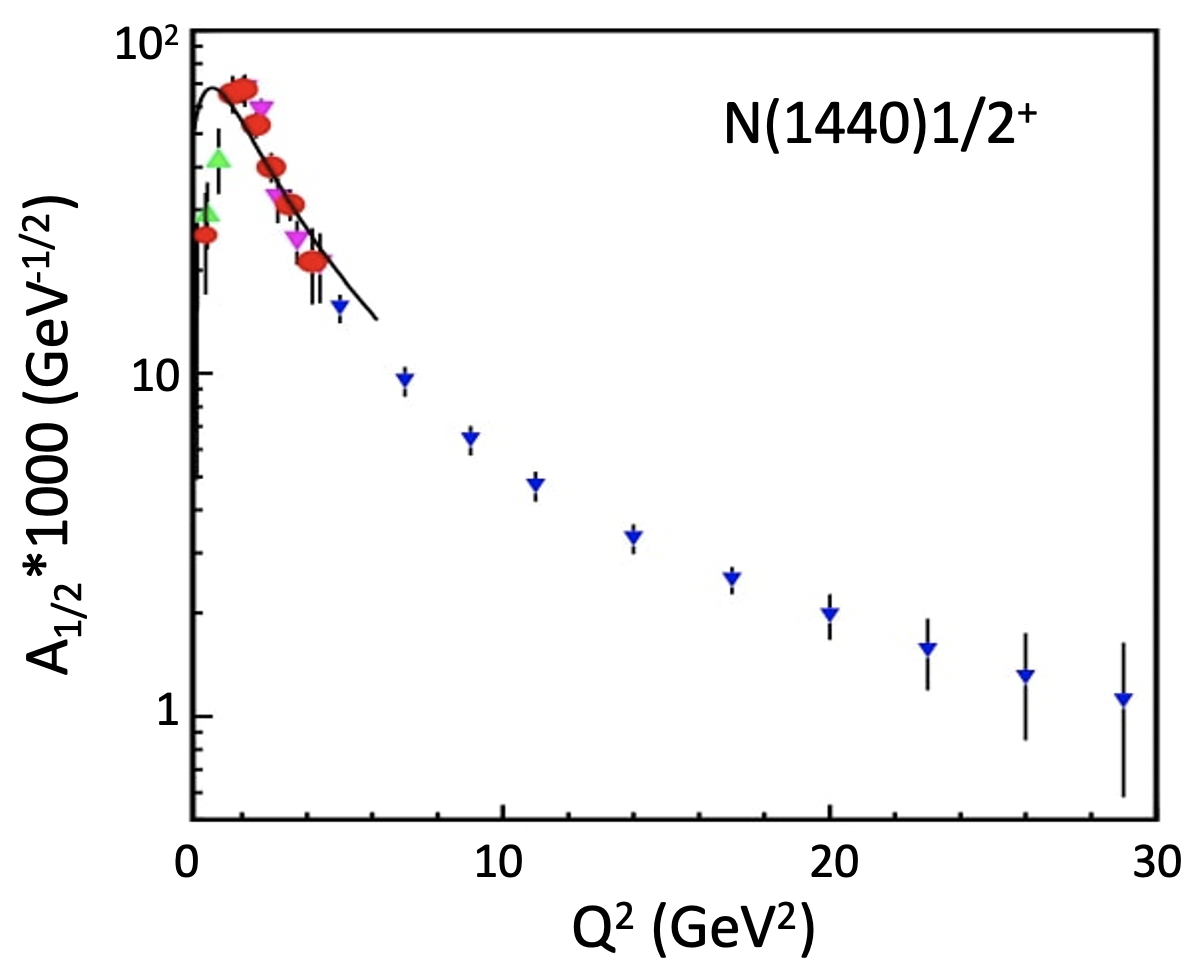 10²
N(1440)1/2⁺
10
1
A₁/₂*1000 (GeV⁻¹/²)
0 10 20 30
Q² (GeV²)